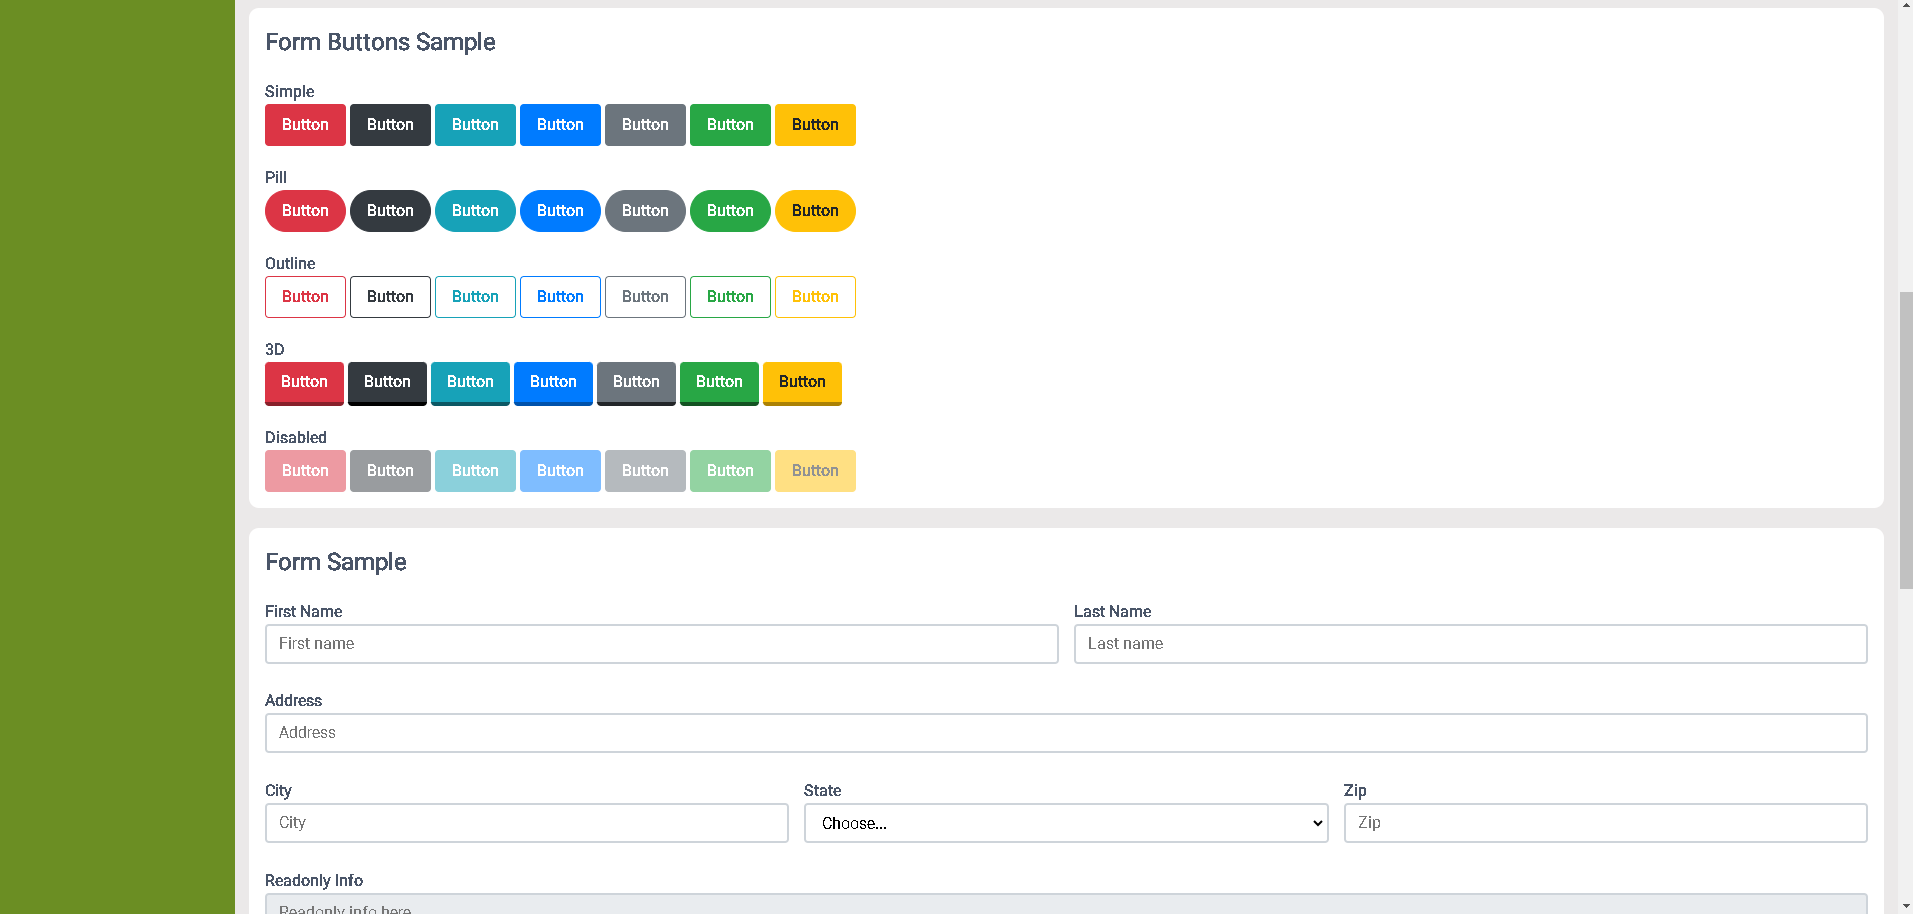 Form Buttons Sample
Simple
Button Button Button Button Button Button Button
Pill
Button Button Button Button Button Button Button
Outline
Button Button Button Button Button Button Button
3D
Button Button Button Button Button Button Button
Disabled
Button Button Button Button Button Button Button
Form Sample
First Name Last Name
First name Last name
Address
Address
City State Zip
City Choose... Zip
Readonly Info
Readonly info here